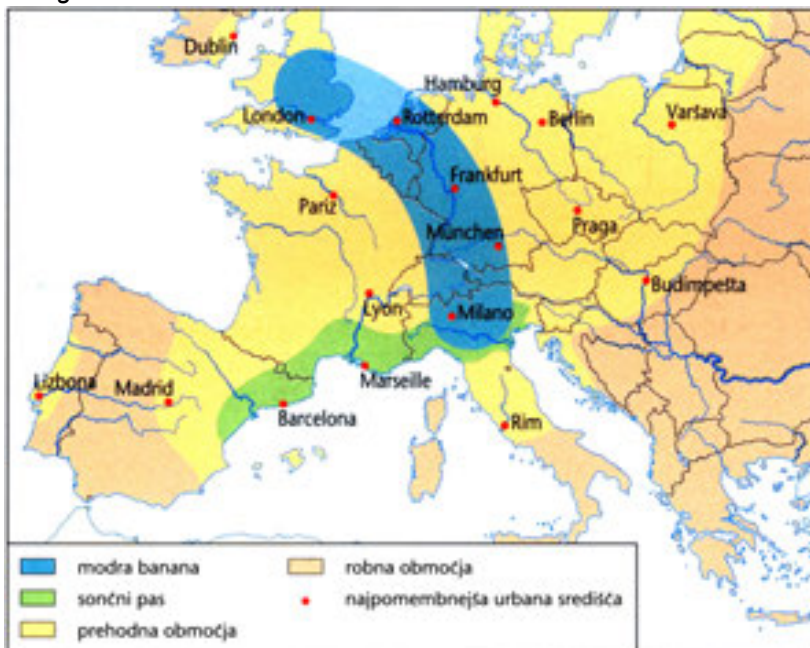 Dublin
Hamburg
London
Rotterdam
Berlin
Varšava
Frankfurt
Pariz
Praga
München
Budimpešta
Lyon
Milano
Lizbona
Madrid
Marseille
Barcelona
Rim
modra banana
sončni pas
prehodna območja
robna območja
najpomembnejša urbana središča